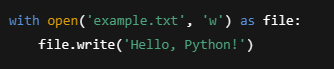 with open('example.txt', 'w') as file:
    file.write('Hello, Python!')